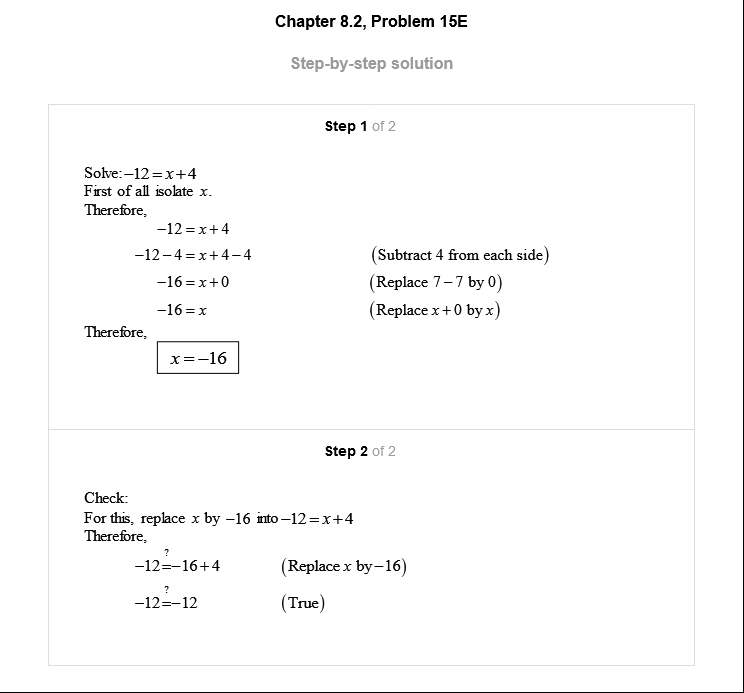 Chapter 8.2, Problem 15E
Step-by-step solution
Step 1 of 2
Solve:−12=x+4
First of all isolate x.
Therefore,
−12=x+4
−12−4=x+4−4 (Subtract 4 from each side)
−16=x+0 (Replace 7−7 by 0)
−16=x (Replace x+0 by x)
Therefore,
x=−16
Step 2 of 2
Check:
For this, replace x by −16 into −12=x+4
Therefore,
?
−12=−16+4 (Replace x by−16)
?
−12=−12 (True)